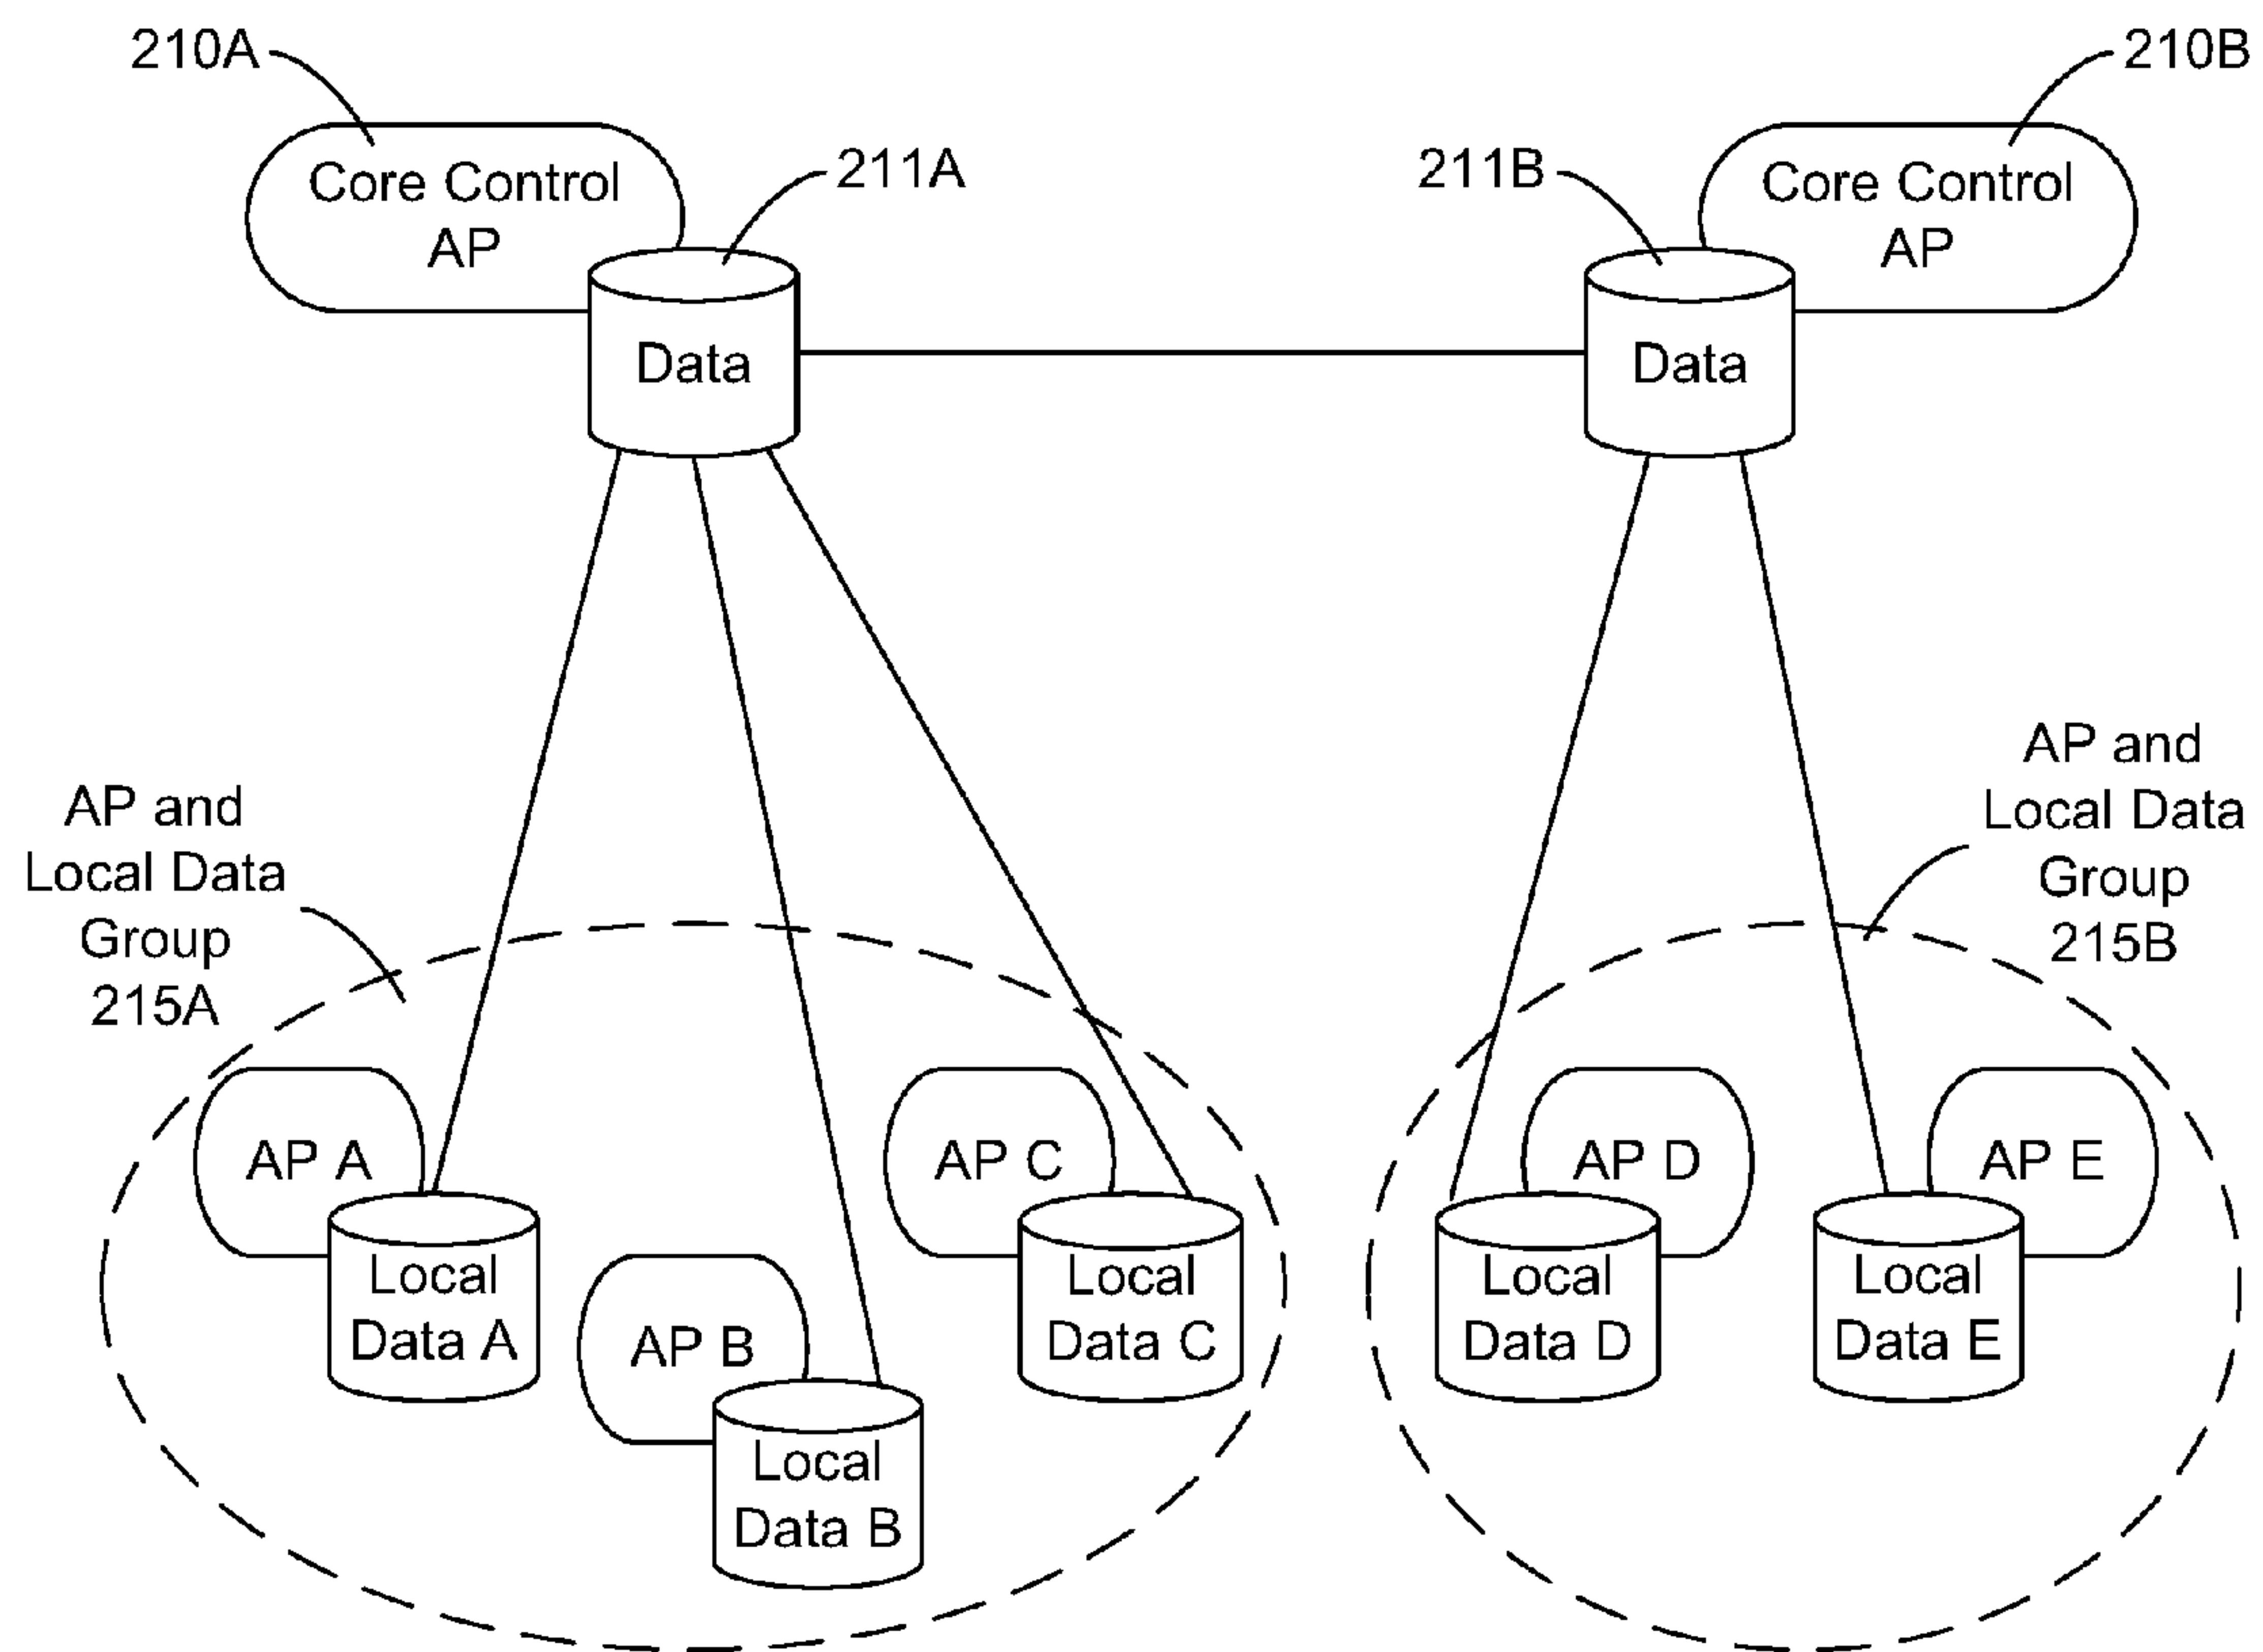 210A
210B
Core Control
AP
211A
211B
Core Control
AP
Data
Data
AP and
Local Data
Group
215A
AP and
Local Data
Group
215B
AP A
Local
Data A
AP B
Local
Data B
AP C
Local
Data C
AP D
Local
Data D
AP E
Local
Data E